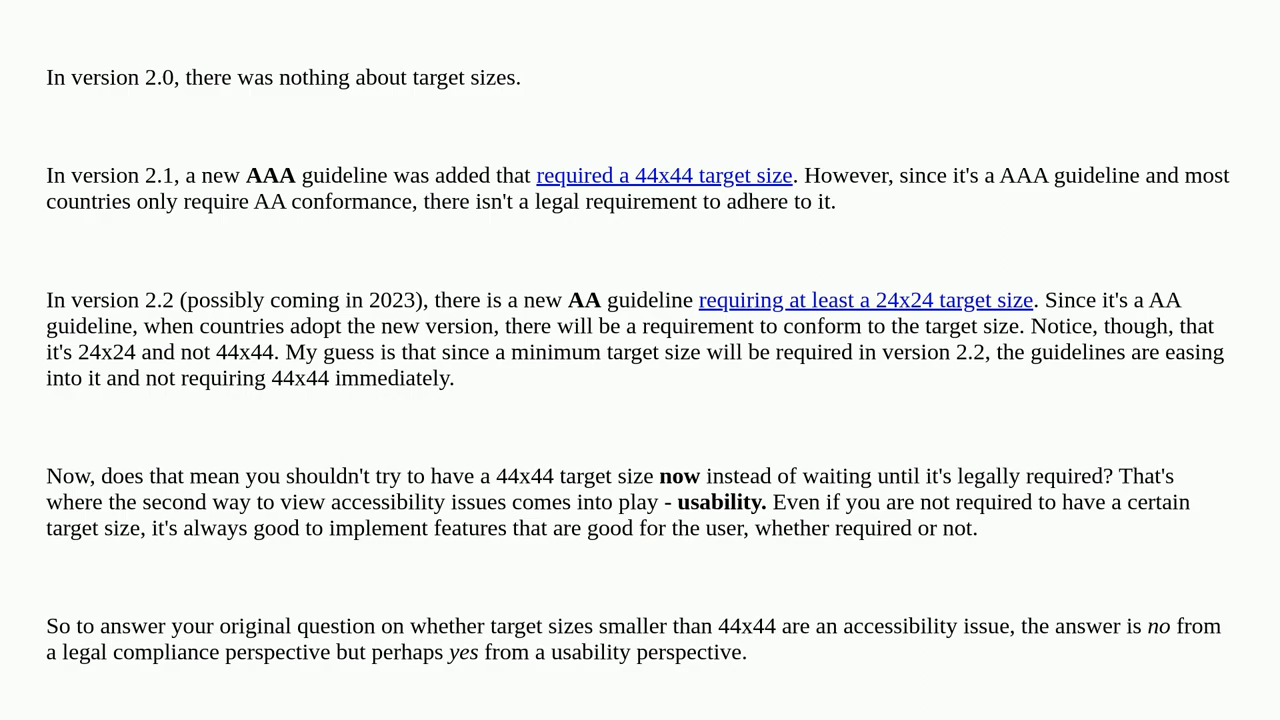 In version 2.0, there was nothing about target sizes.
In version 2.1, a new AAA guideline was added that required a 44x44 target size. However, since it's a AAA guideline and most
countries only require AA conformance, there isn't a legal requirement to adhere to it.
In version 2.2 (possibly coming in 2023), there is a new AA guideline requiring at least a 24x24 target size. Since it's a AA
guideline, when countries adopt the new version, there will be a requirement to conform to the target size. Notice, though, that
it's 24x24 and not 44x44. My guess is that since a minimum target size will be required in version 2.2, the guidelines are easing
into it and not requiring 44x44 immediately.
Now, does that mean you shouldn't try to have a 44x44 target size now instead of waiting until it's legally required? That's
where the second way to view accessibility issues comes into play - usability. Even if you are not required to have a certain
target size, it's always good to implement features that are good for the user, whether required or not.
So to answer your original question on whether target sizes smaller than 44x44 are an accessibility issue, the answer is no from
a legal compliance perspective but perhaps yes from a usability perspective.